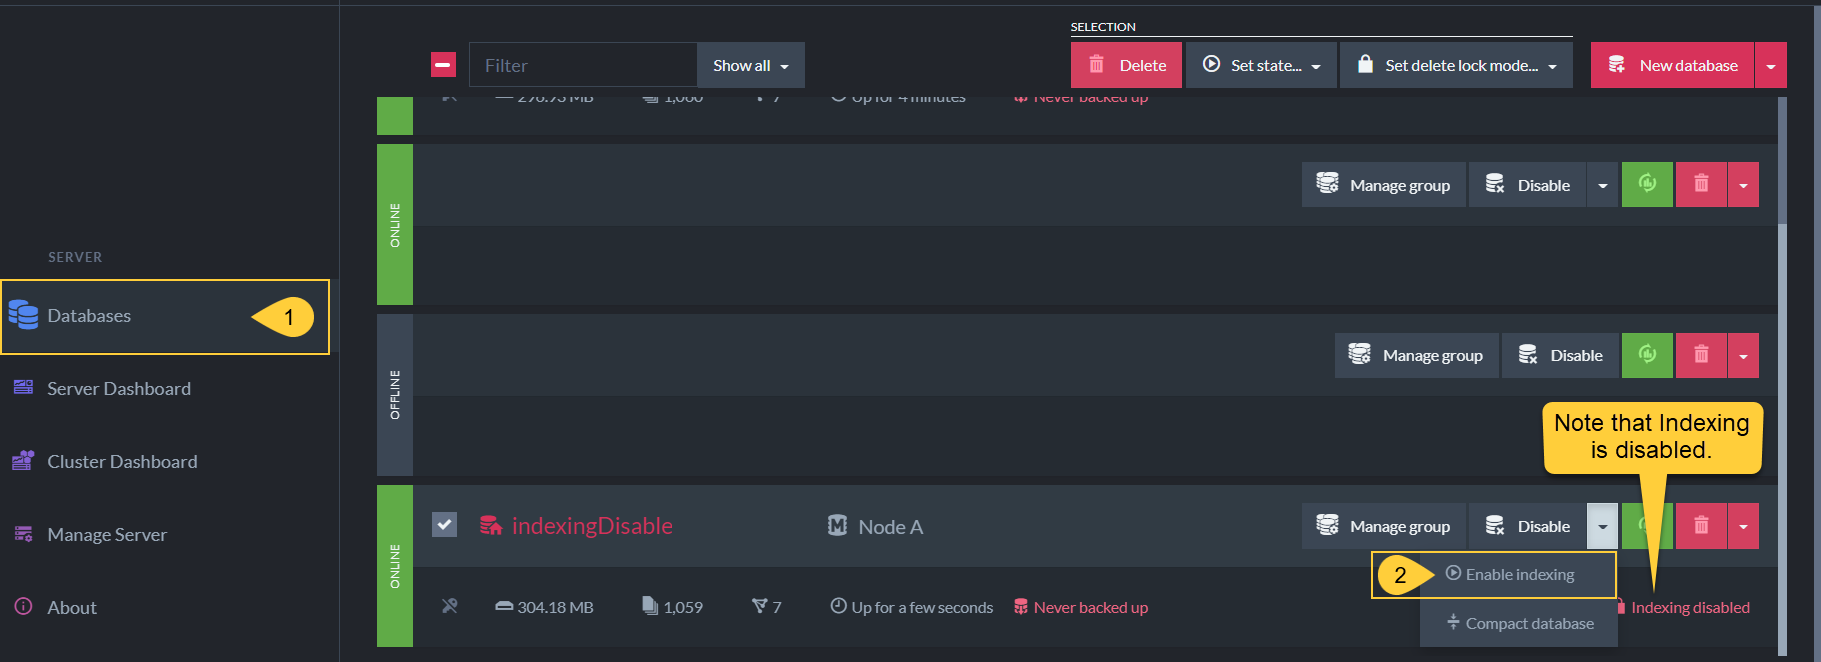 SELECTION
Filter
Show all
Delete
Set state...
Set delete lock mode...
New database
296.93 MB
1,060
7
Up for 4 minutes
Never backed up
ONLINE
Manage group
Disable
SERVER
Databases
1
OFFLINE
Manage group
Disable
Server Dashboard
Cluster Dashboard
Note that Indexing
is disabled.
ONLINE
indexingDisable
Node A
Manage group
Disable
Manage Server
2
Enable indexing
About
304.18 MB
1,059
7
Up for a few seconds
Never backed up
Indexing disabled
Compact database